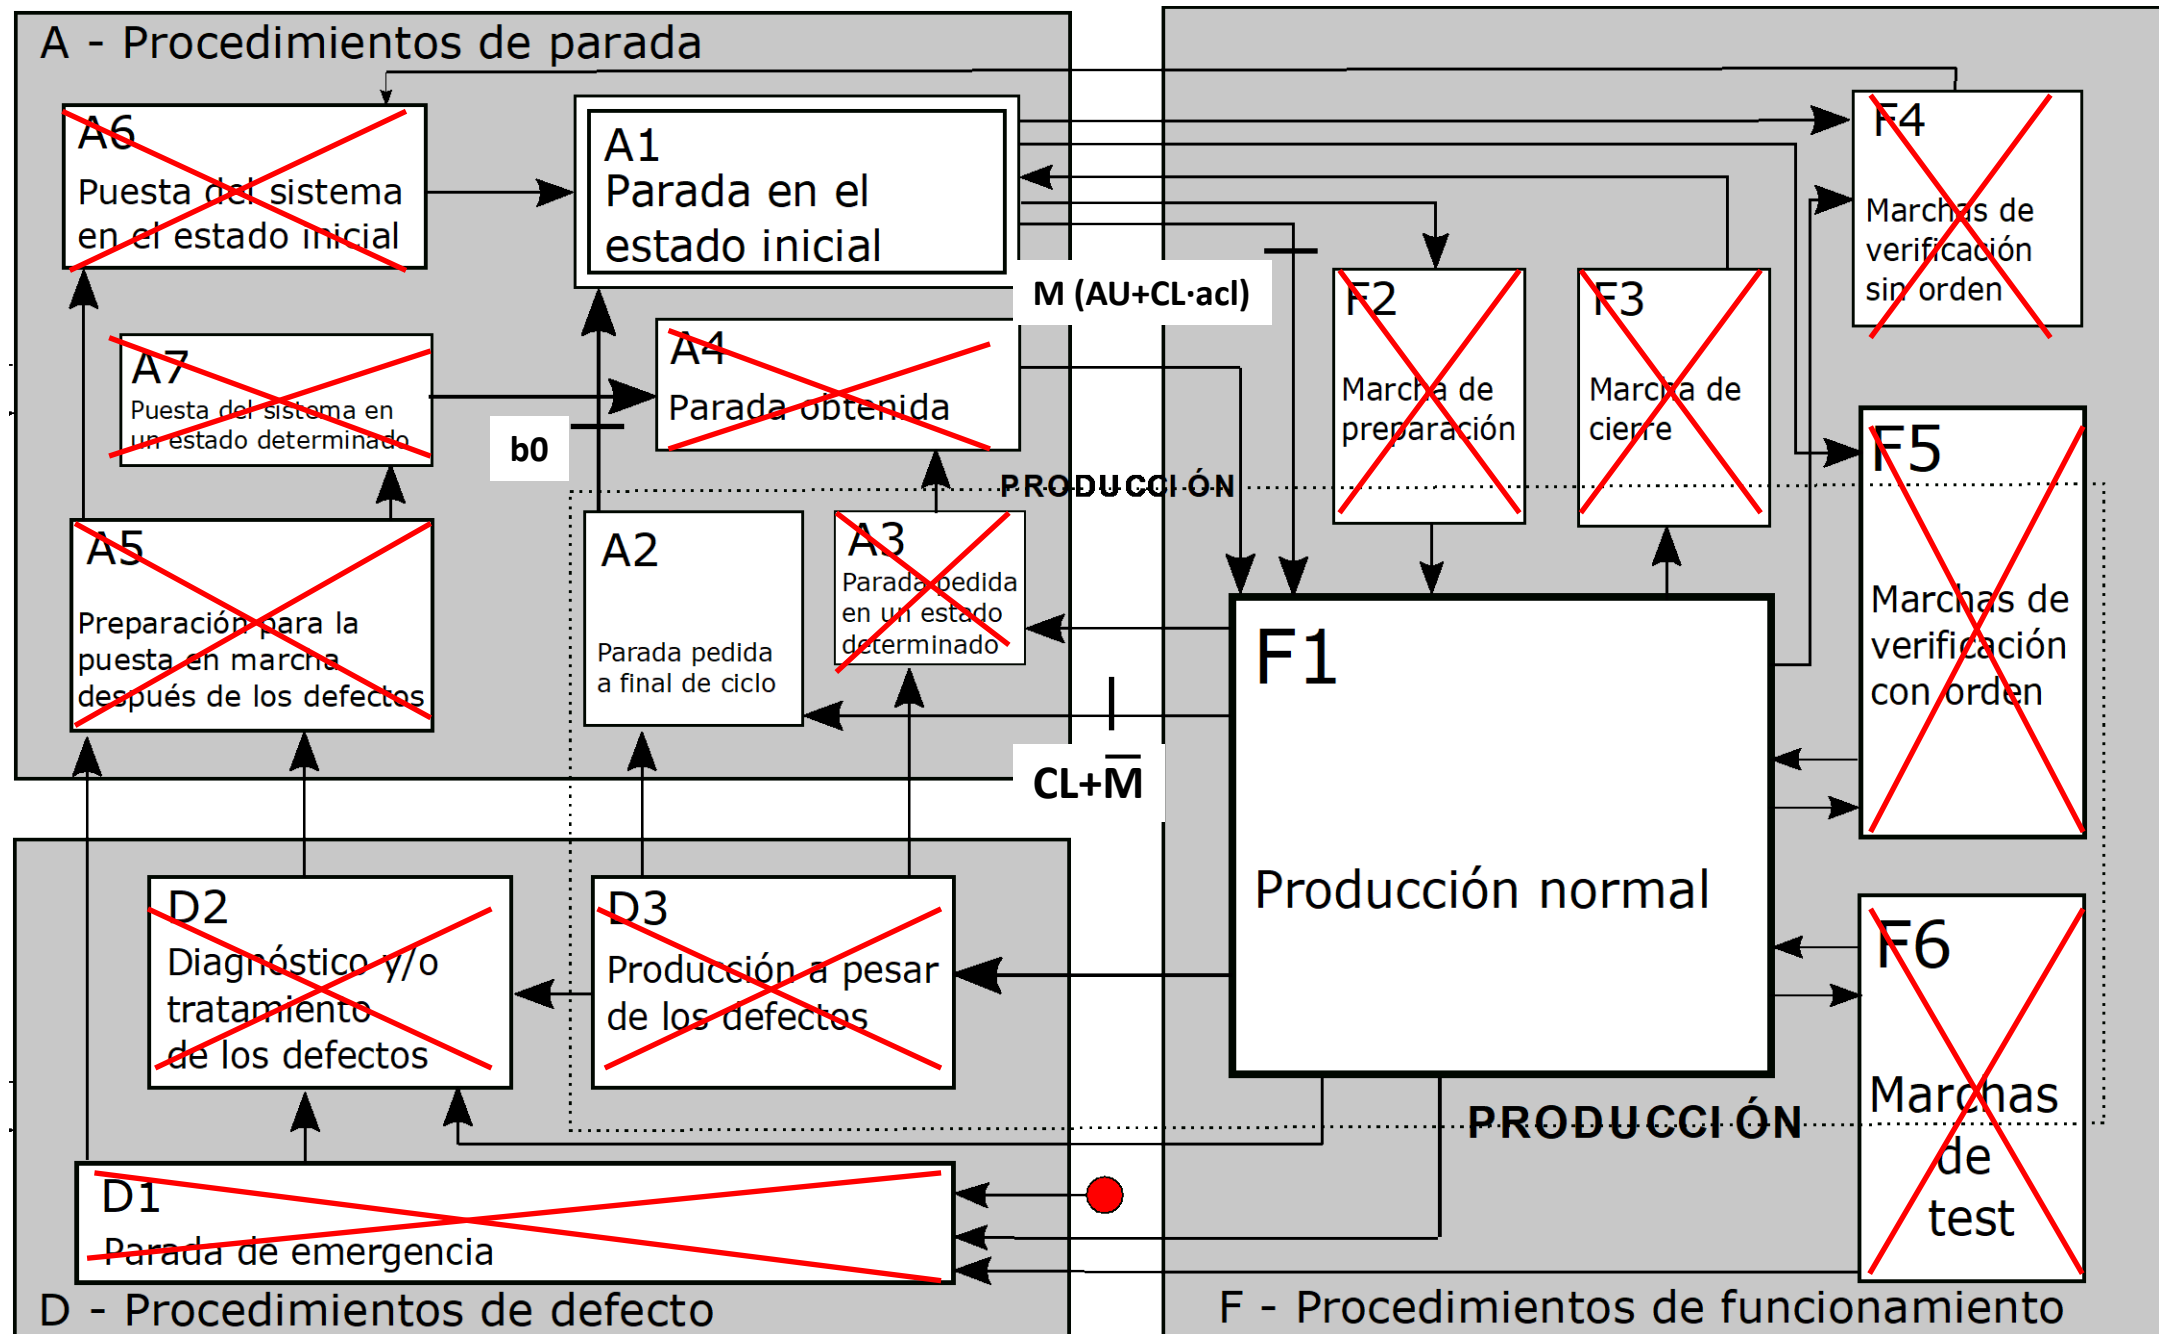 A - Procedimientos de parada
A6
Puesta del sistema
en el estado inicial
A1
Parada en el
estado inicial
F4
Marchas de
verificación
sin orden
M (AU+CL·acl)
F2
Marcha de
preparación
F3
Marcha de
cierre
A7
Puesta del sistema en
un estado determinado
A4
Parada obtenida
b0
PRODUCCIÓN
F5
Marchas de
verificación
con orden
A5
Preparación para la
puesta en marcha
después de los defectos
A2
Parada pedida
a final de ciclo
A3
Parada pedida
en un estado
determinado
F1
Producción normal
CL+M̅
D2
Diagnóstico y/o
tratamiento
de los defectos
D3
Producción a pesar
de los defectos
F6
Marchas
de
test
PRODUCCIÓN
D1
Parada de emergencia
D - Procedimientos de defecto
F - Procedimientos de funcionamiento